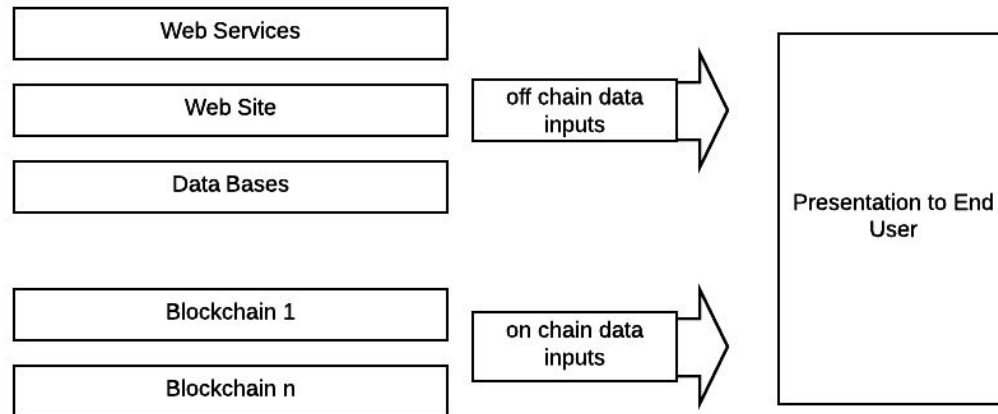 Web Services
Web Site
Data Bases
off chain data
inputs
Presentation to End
User
Blockchain 1
Blockchain n
on chain data
inputs